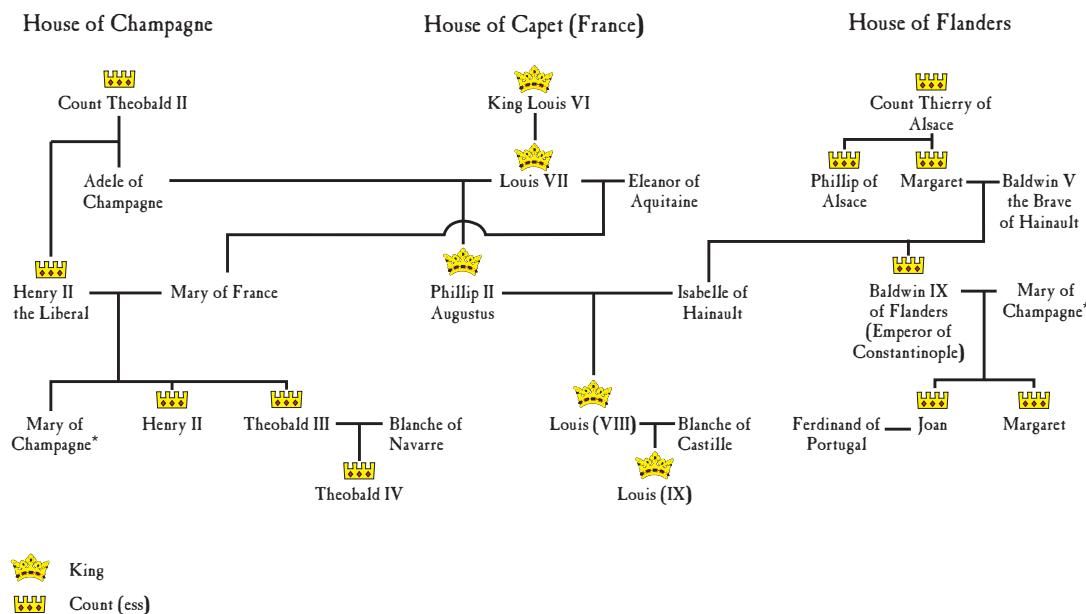 House of Champagne
House of Capet (France)
House of Flanders
Count Theobald II
King Louis VI
Count Thierry of
Alsace
Adele of
Champagne
Louis VII
Eleanor of
Aquitaine
Phillip of
Alsace
Margaret
Baldwin V
the Brave
of Hainault
Henry II
the Liberal
Mary of France
Phillip II
Augustus
Isabelle of
Hainault
Baldwin IX
of Flanders
(Emperor of
Constantinople)
Mary of
Champagne*
Mary of
Champagne*
Henry II
Theobald III
Blanche of
Navarre
Louis (VIII)
Blanche of
Castille
Ferdinand of
Portugal
Joan
Margaret
Theobald IV
Louis (IX)
King
Count (ess)